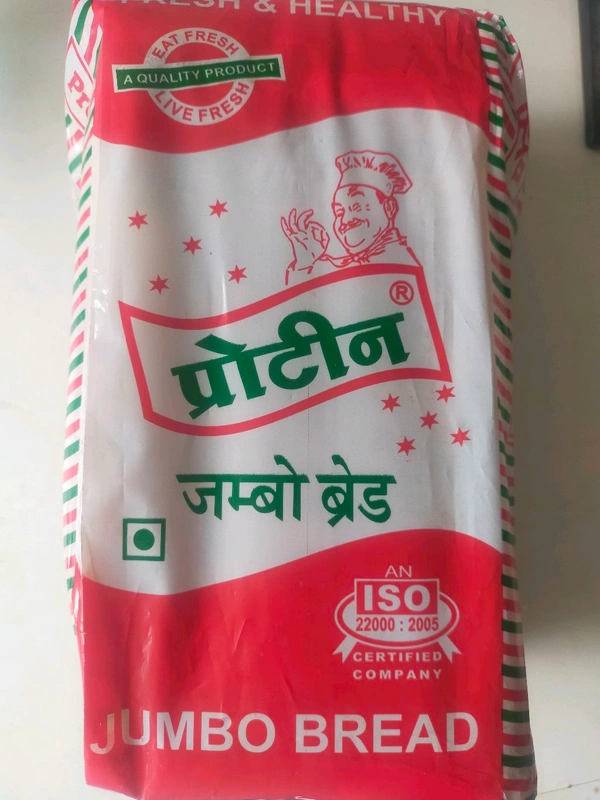 FRESH & HEALTHY
EAT FRESH
A QUALITY PRODUCT
LIVE FRESH
®
प्रोटीन
जम्बो ब्रेड
AN
ISO
22000 : 2005
CERTIFIED
COMPANY
JUMBO BREAD